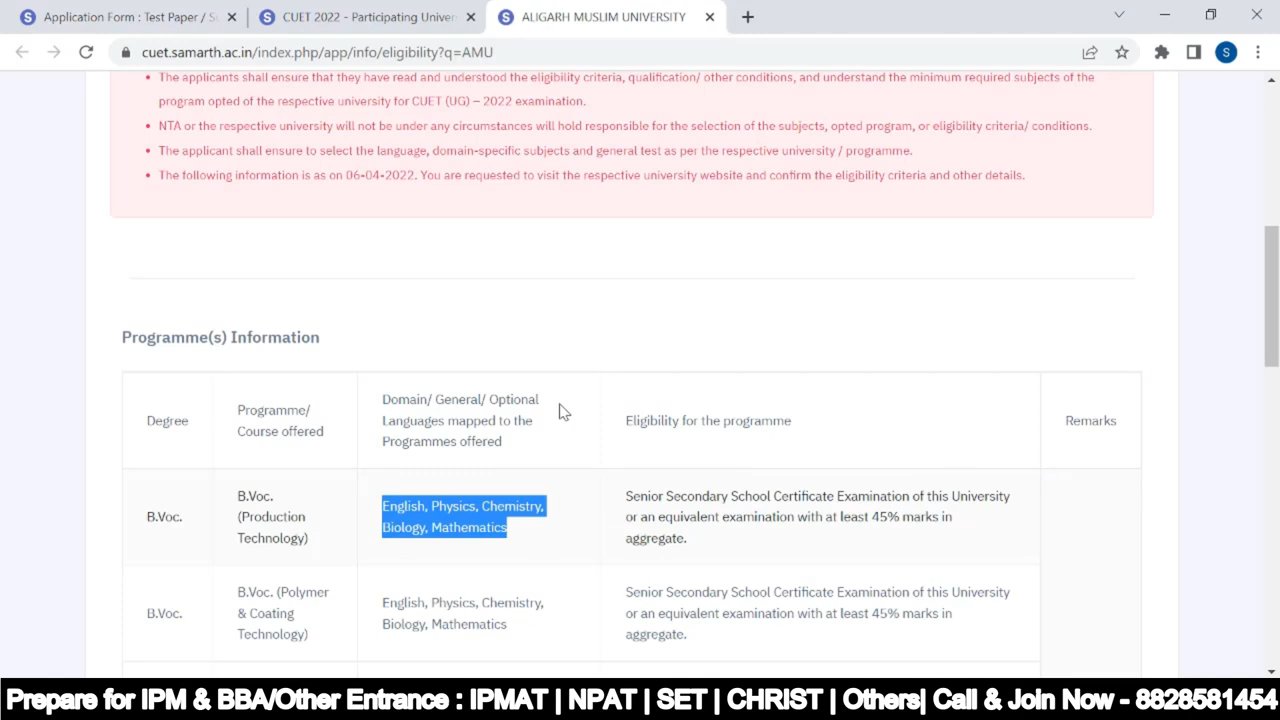 Application Form : Test Paper / Su
CUET 2022 - Participating Univer
ALIGARH MUSLIM UNIVERSITY
cuet.samarth.ac.in/index.php/app/info/eligibility?q=AMU
S
The applicants shall ensure that they have read and understood the eligibility criteria, qualification/ other conditions, and understand the minimum required subjects of the
program opted of the respective university for CUET (UG) – 2022 examination.
NTA or the respective university will not be under any circumstances will hold responsible for the selection of the subjects, opted program, or eligibility criteria/ conditions.
The applicant shall ensure to select the language, domain-specific subjects and general test as per the respective university / programme.
The following information is as on 06-04-2022. You are requested to visit the respective university website and confirm the eligibility criteria and other details.
Programme(s) Information
Degree
Programme/
Course offered
Domain/ General/ Optional
Languages mapped to the
Programmes offered
Eligibility for the programme
Remarks
B.Voc.
B.Voc.
(Production
Technology)
English, Physics, Chemistry,
Biology, Mathematics
Senior Secondary School Certificate Examination of this University
or an equivalent examination with at least 45% marks in
aggregate.
B.Voc.
B.Voc. (Polymer
& Coating
Technology)
English, Physics, Chemistry,
Biology, Mathematics
Senior Secondary School Certificate Examination of this University
or an equivalent examination with at least 45% marks in
aggregate.
Prepare for IPM & BBA/Other Entrance : IPMAT | NPAT | SET | CHRIST | Others| Call & Join Now - 8828581454